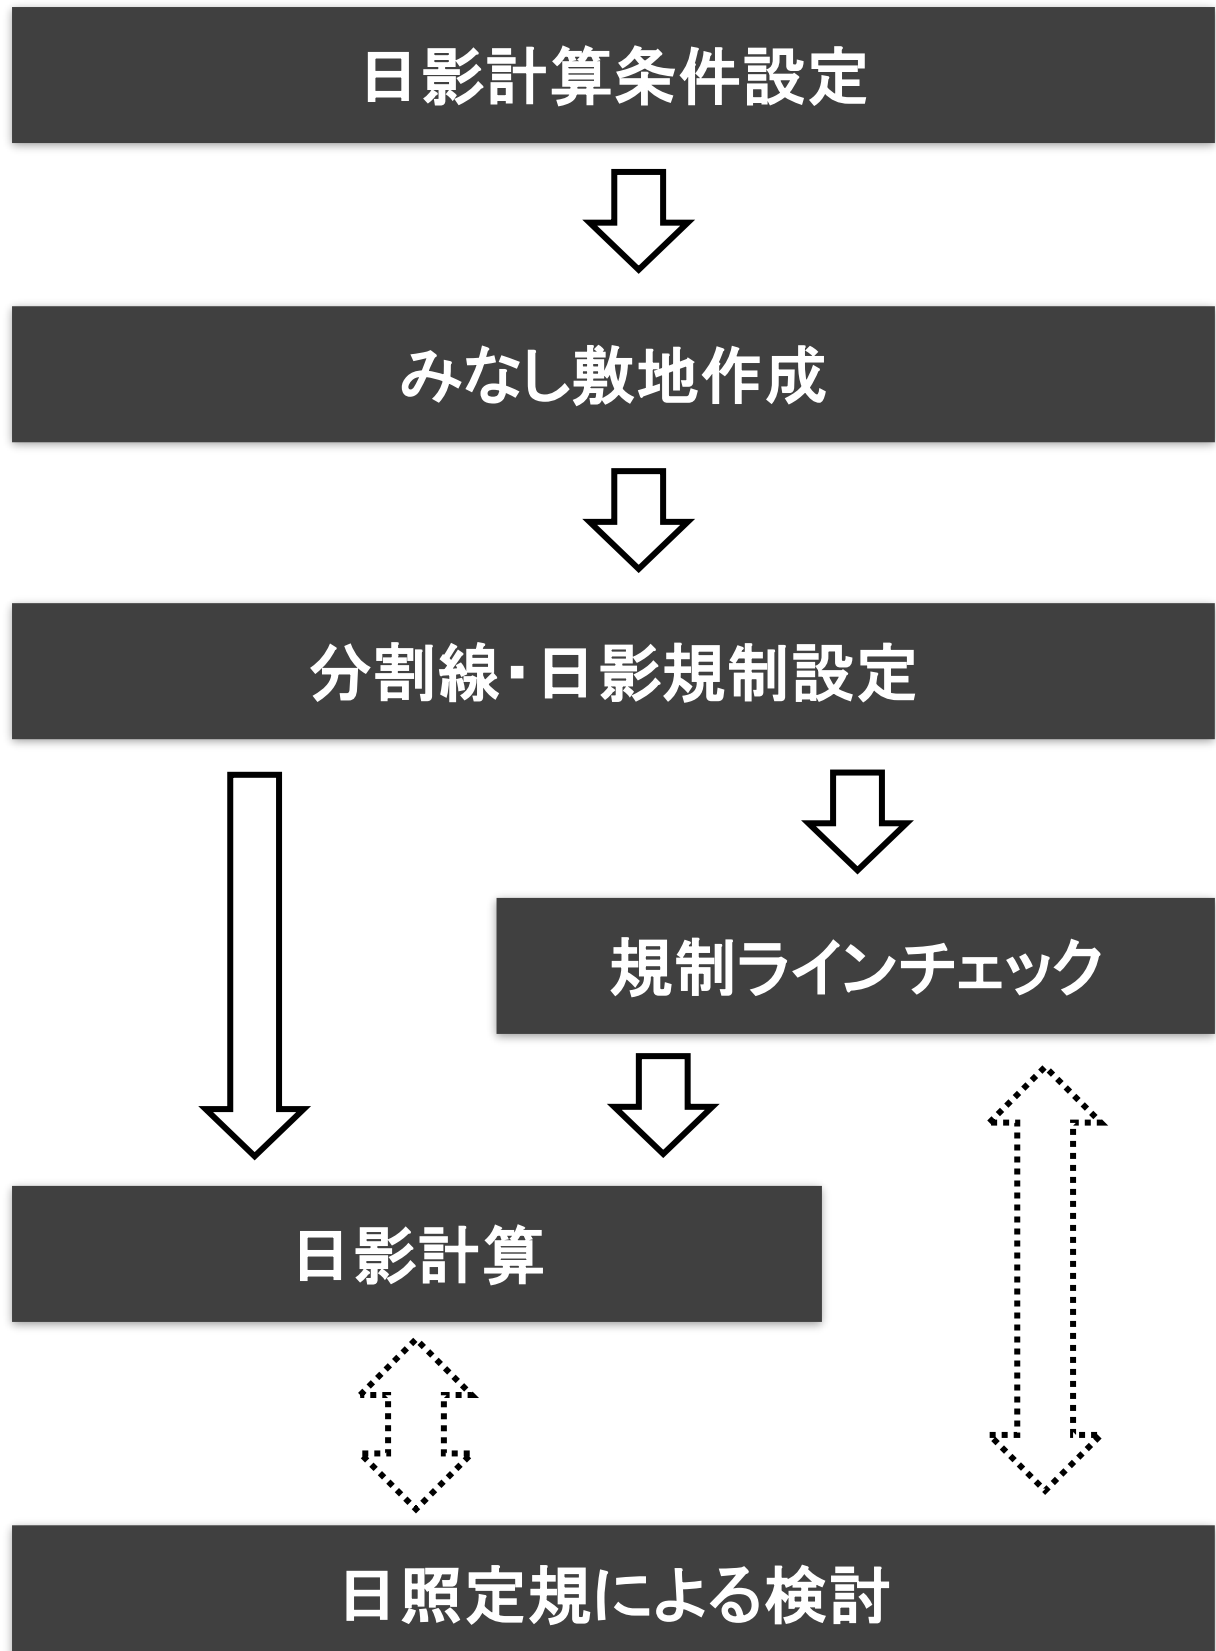 日影計算条件設定
みなし敷地作成
分割線・日影規制設定
規制ラインチェック
日影計算
日照定規による検討